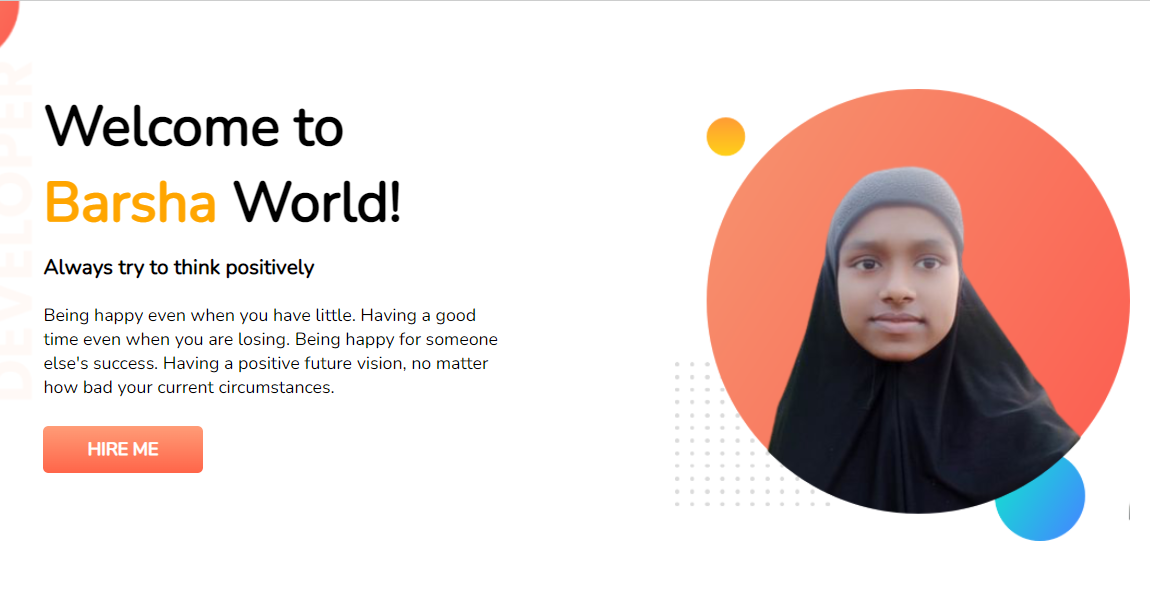 DEVELOPER
Welcome to
Barsha World!
Always try to think positively
Being happy even when you have little. Having a good
time even when you are losing. Being happy for someone
else's success. Having a positive future vision, no matter
how bad your current circumstances.
HIRE ME